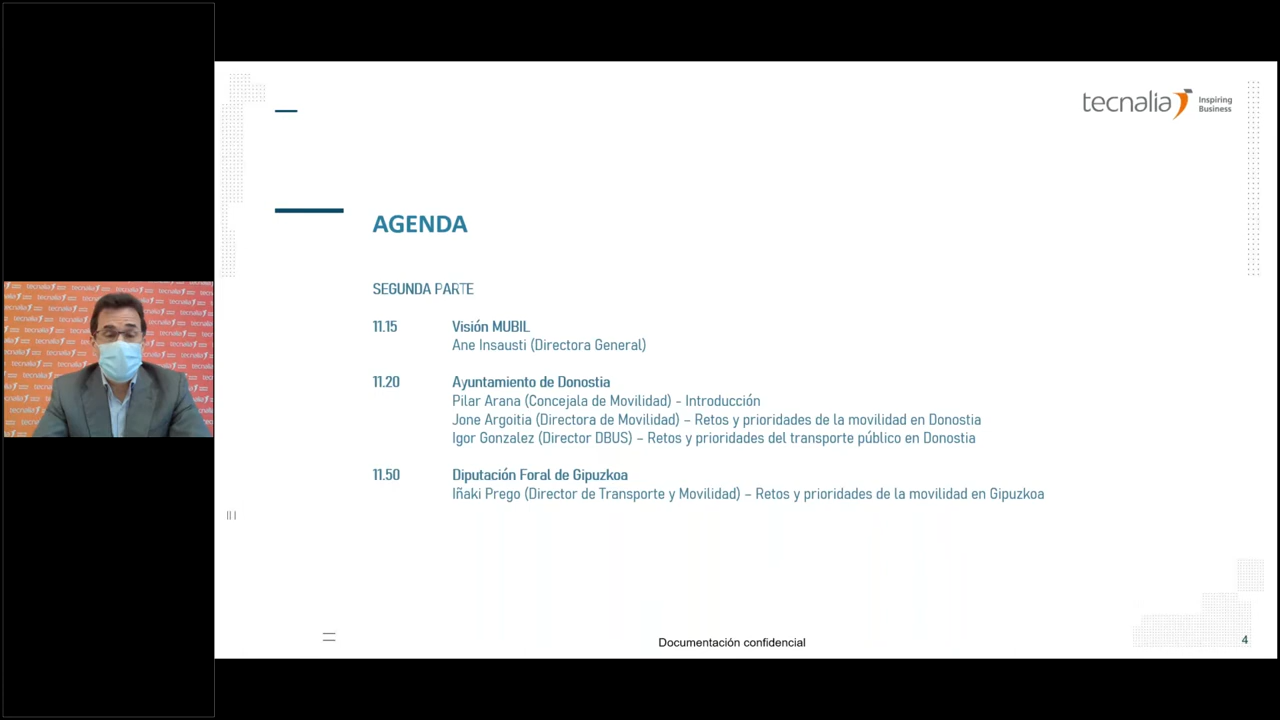 tecnalia Inspiring
Business
AGENDA
SEGUNDA PARTE
11.15 Visión MUBIL
Ane Insausti (Directora General)
11.20 Ayuntamiento de Donostia
Pilar Arana (Concejala de Movilidad) - Introducción
Jone Argoitia (Directora de Movilidad) – Retos y prioridades de la movilidad en Donostia
Igor Gonzalez (Director DBUS) – Retos y prioridades del transporte público en Donostia
11.50 Diputación Foral de Gipuzkoa
Iñaki Prego (Director de Transporte y Movilidad) – Retos y prioridades de la movilidad en Gipuzkoa
Documentación confidencial
4